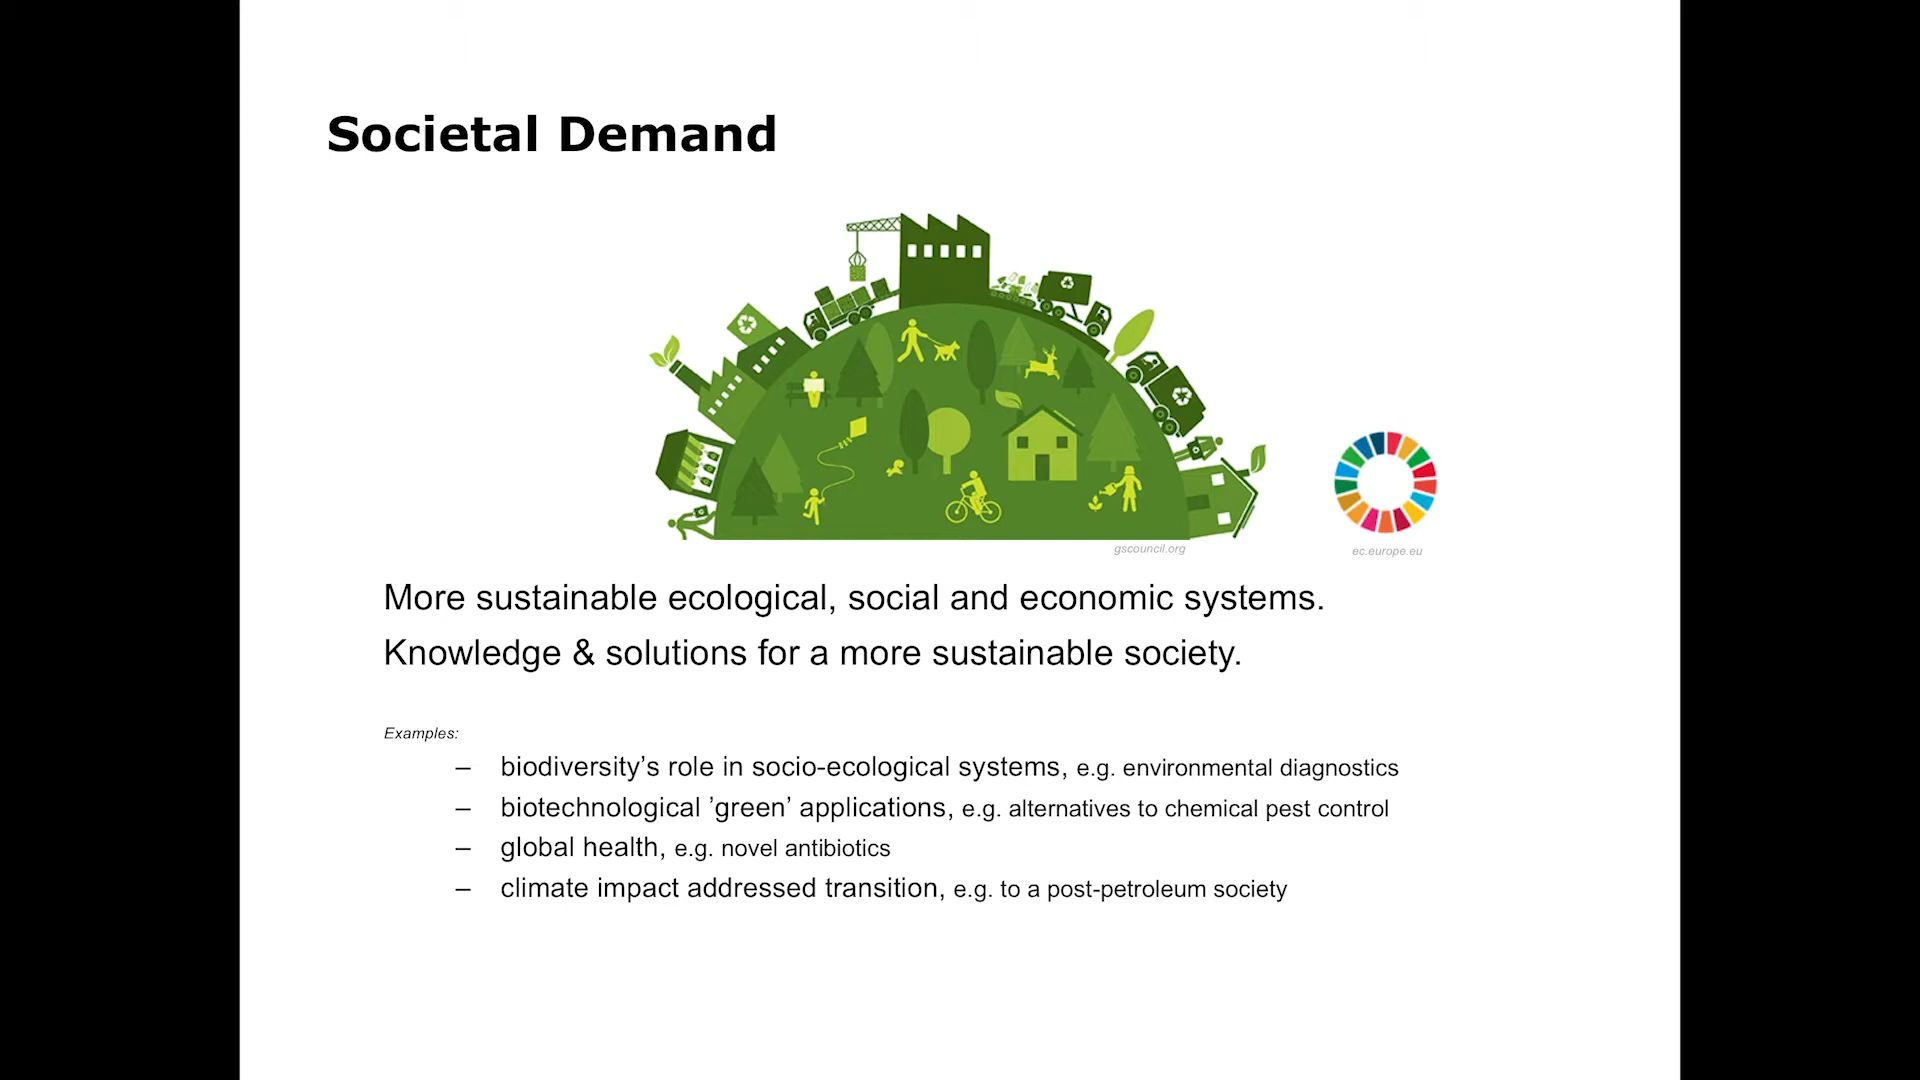 Societal Demand
gscouncil.org
ec.europe.eu
More sustainable ecological, social and economic systems.
Knowledge & solutions for a more sustainable society.
Examples:
– biodiversity’s role in socio-ecological systems, e.g. environmental diagnostics
– biotechnological ’green’ applications, e.g. alternatives to chemical pest control
– global health, e.g. novel antibiotics
– climate impact addressed transition, e.g. to a post-petroleum society